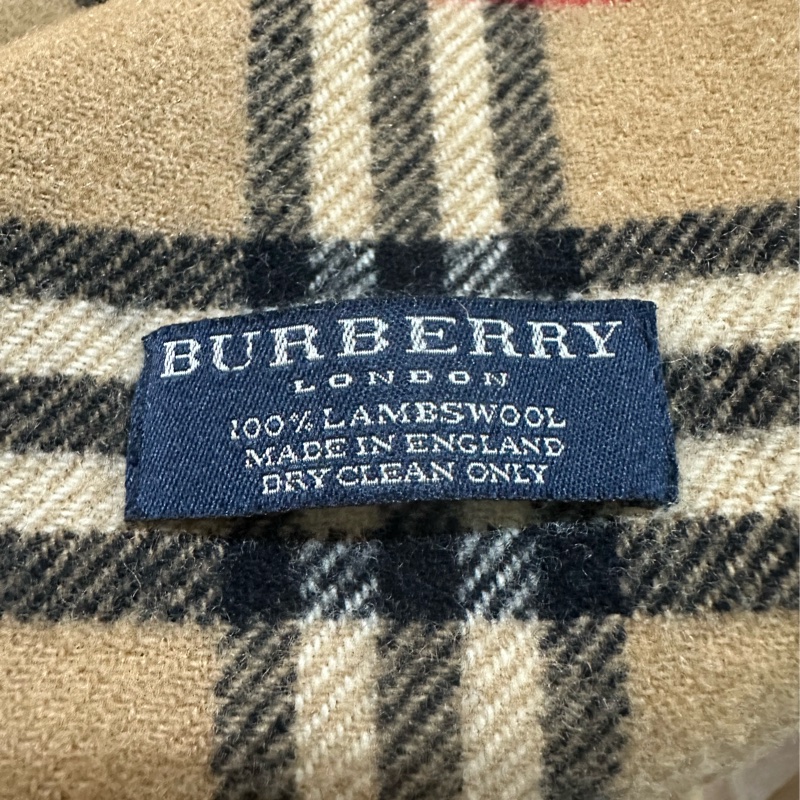 BURBERRY
LONDON
100% LAMBSWOOL
MADE IN ENGLAND
DRY CLEAN ONLY